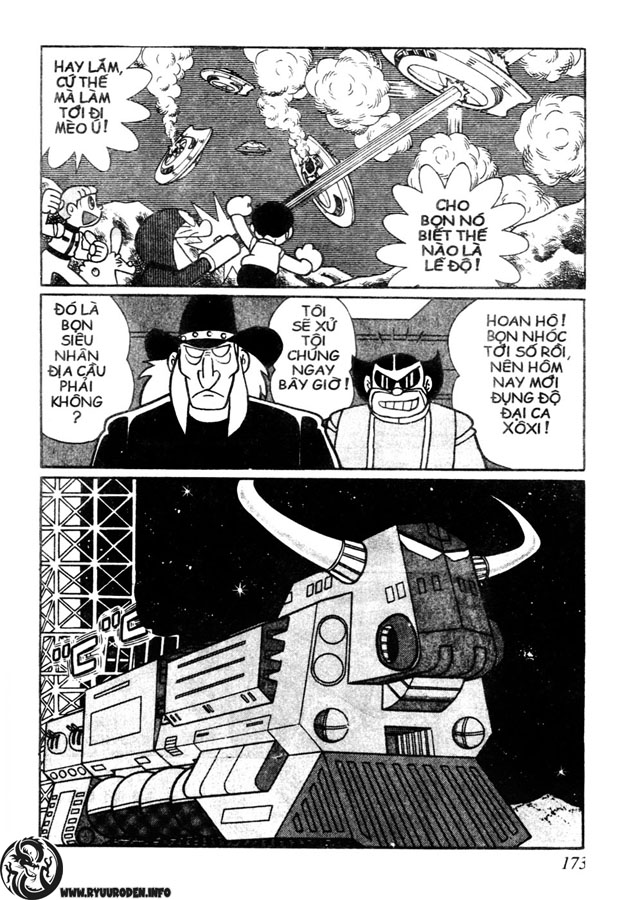 HAY LẮM,
CỨ THẾ
MÀ LÀM
TỚI ĐI
MÈO Ú!
CHO
BỌN NÓ
BIẾT THẾ
NÀO LÀ
LỄ ĐỘ!
ĐÓ LÀ
BỌN
SIÊU
NHÂN
ĐỊA CẦU
PHẢI
KHÔNG
?
TÔI
SẼ XỬ
TỘI
CHÚNG
NGAY
BÂY GIỜ!
HOAN HÔ!
BỌN NHÓC
TỚI SỐ RỒI,
NÊN HÔM
NAY MỚI
ĐỤNG ĐỘ
ĐẠI CA
XÔXI!
173
WWW.RYUURODEN.INFO